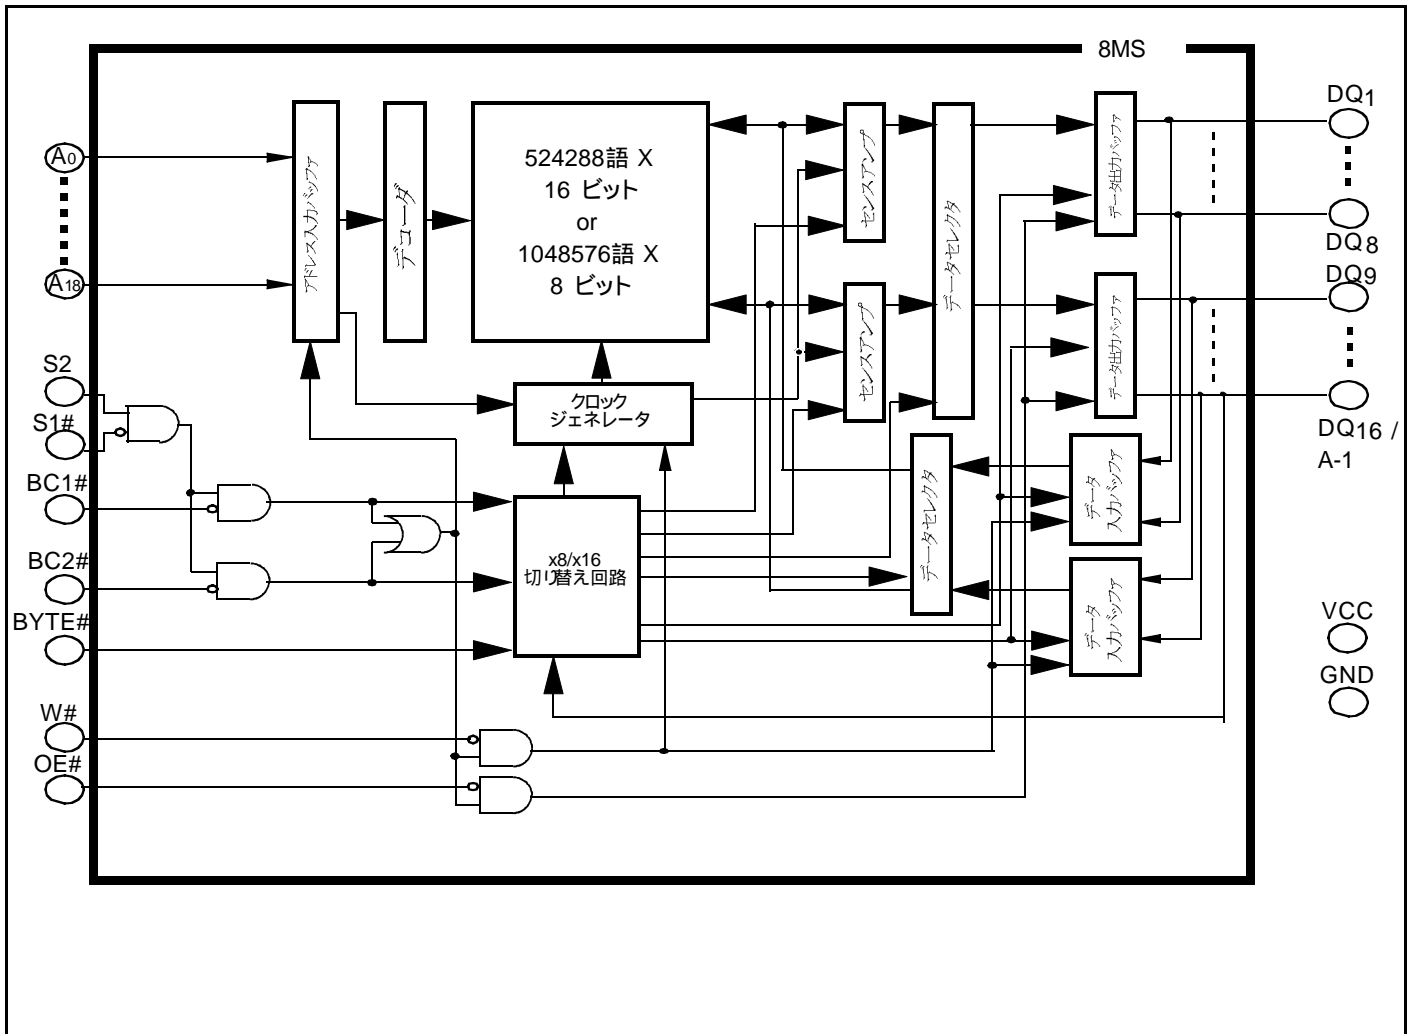 8MS
A0
A18
S2
S1#
BC1#
BC2#
BYTE#
W#
OE#
アドレス入力バッファ
デコーダ
524288語 X
16 ビット
or
1048576語 X
8 ビット
クロック
ジェネレータ
x8/x16
切り替え回路
センスアンプ
センスアンプ
データセレクタ
データセレクタ
データ出力バッファ
データ出力バッファ
データ
入力バッファ
データ
入力バッファ
DQ1
DQ8
DQ9
DQ16 /
A-1
VCC
GND